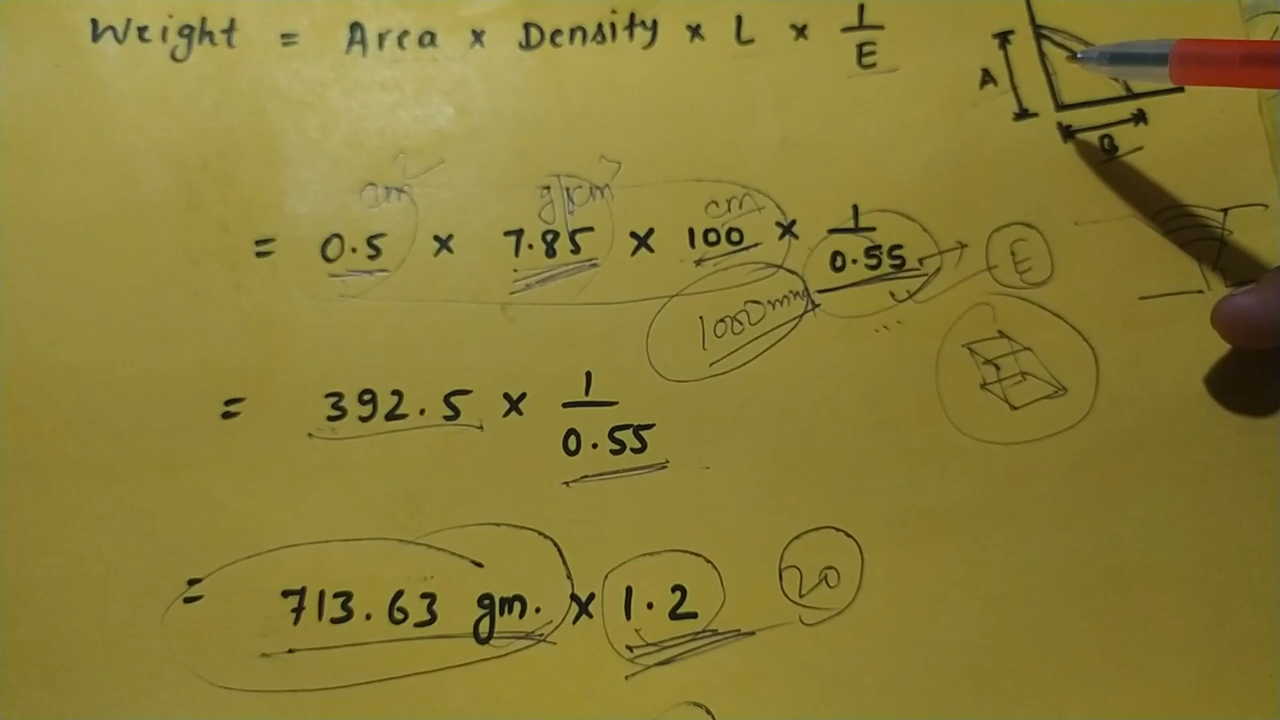 Weight = Area × Density × L × 1/E
A
B
cm² g/cm³ cm
= 0.5 × 7.85 × 100 × 1/0.55
E
1000mm
= 392.5 × 1/0.55
= 713.63 gm. × 1.2
20